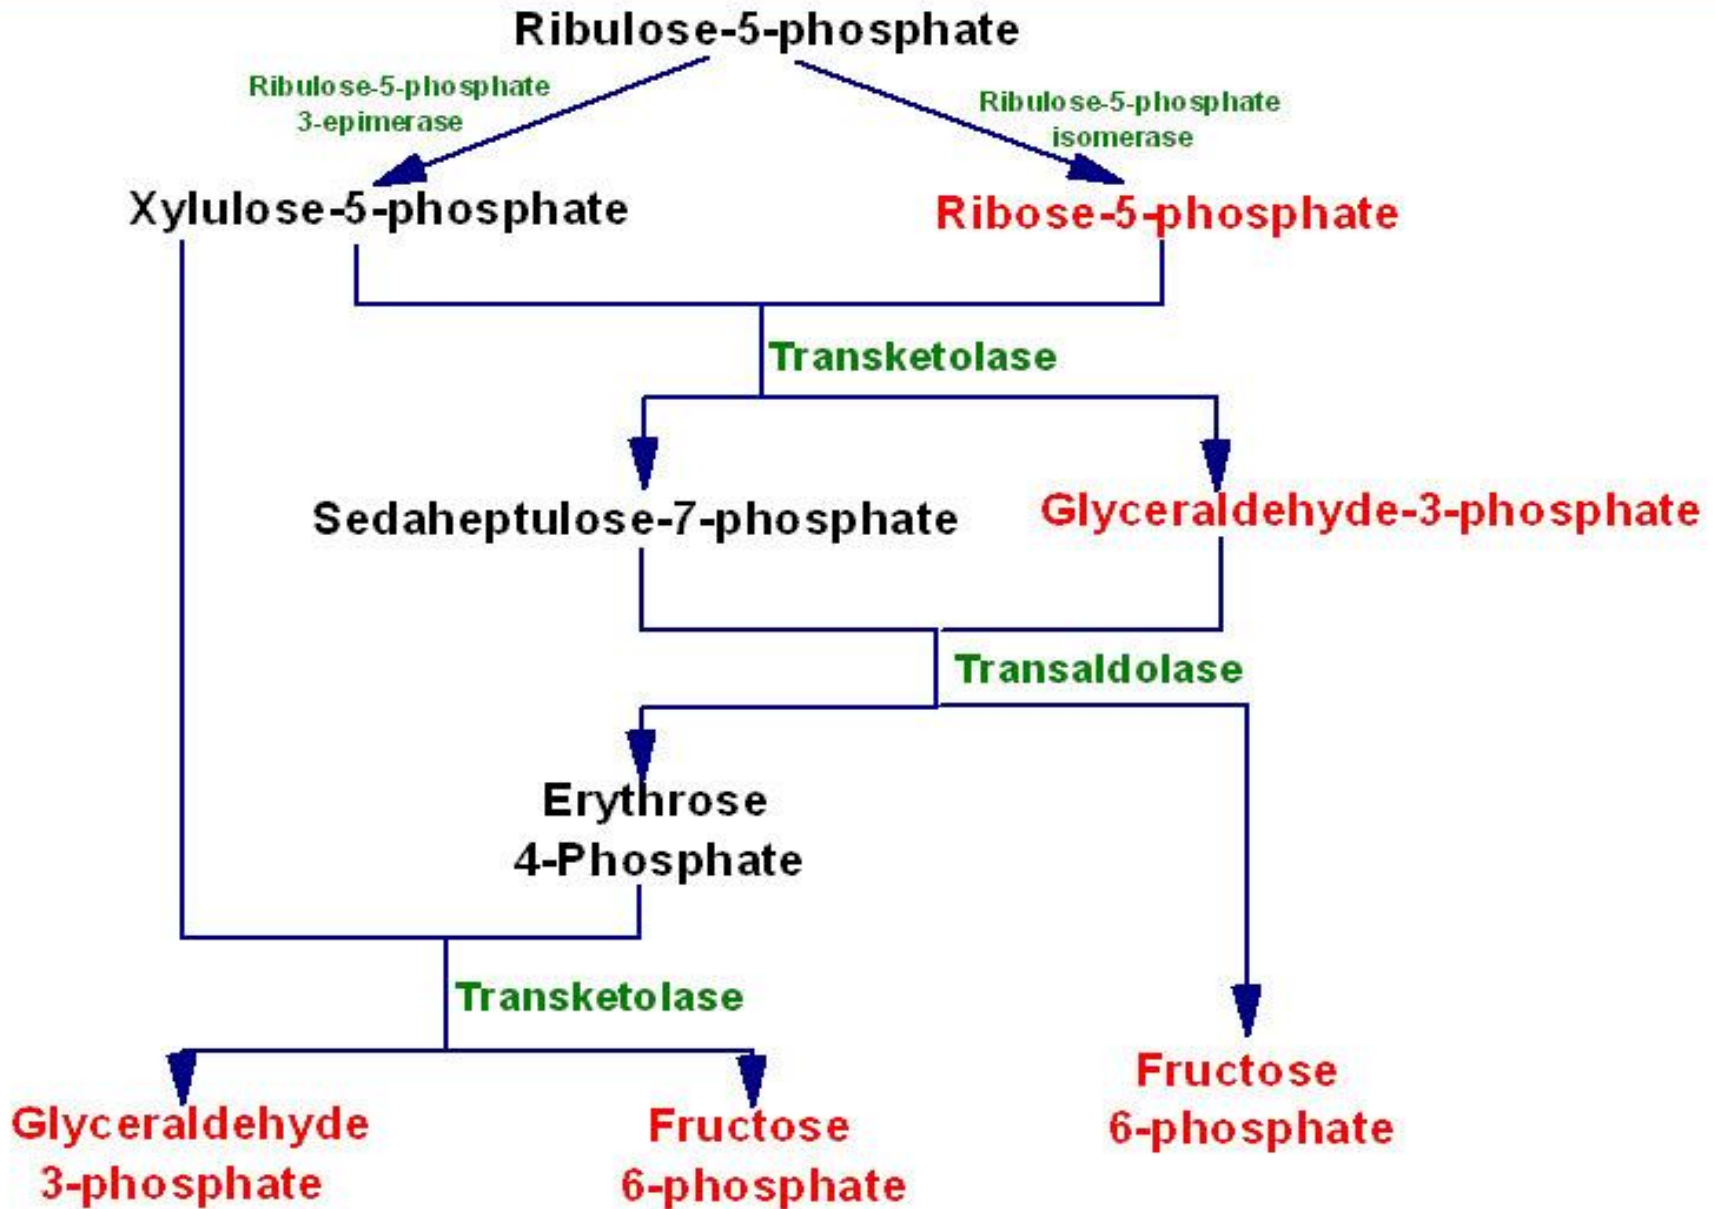 Ribulose-5-phosphate
Ribulose-5-phosphate
3-epimerase
Ribulose-5-phosphate
isomerase
Xylulose-5-phosphate
Ribose-5-phosphate
Transketolase
Sedaheptulose-7-phosphate
Glyceraldehyde-3-phosphate
Transaldolase
Erythrose
4-Phosphate
Transketolase
Glyceraldehyde
3-phosphate
Fructose
6-phosphate
Fructose
6-phosphate